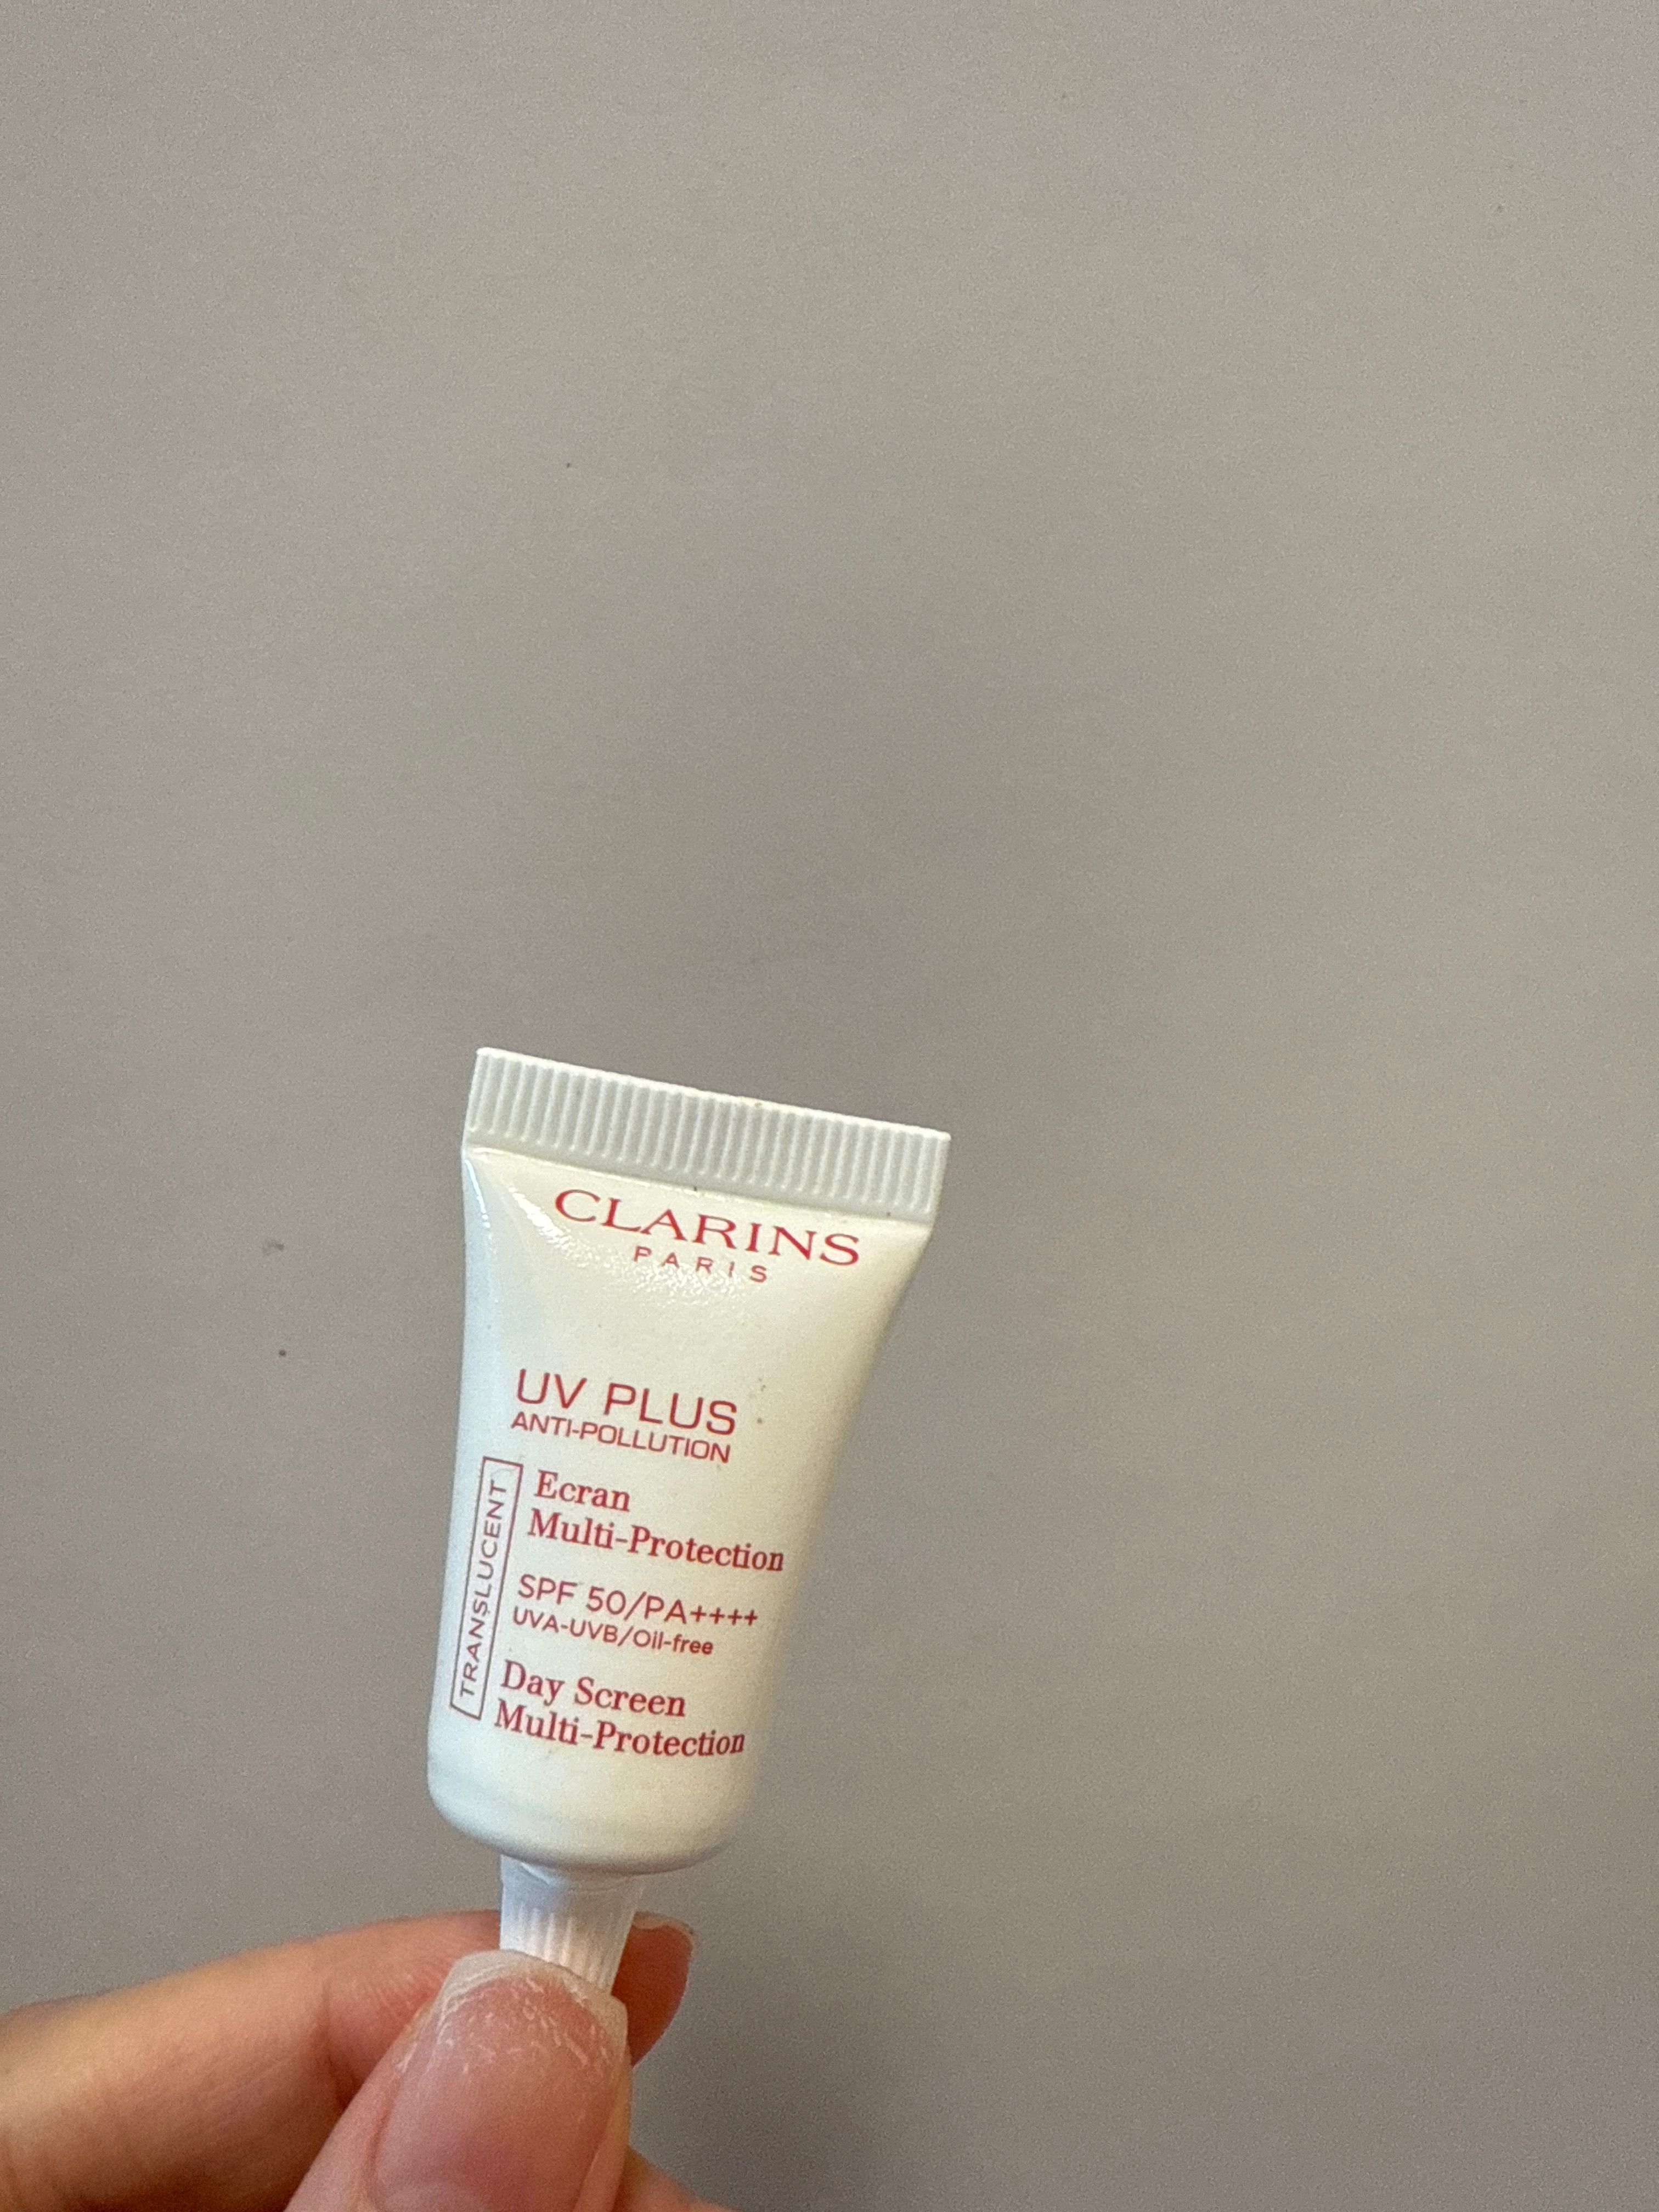 CLARINS
PARIS
UV PLUS
ANTI-POLLUTION
TRANSLUCENT
Ecran
Multi-Protection
SPF 50/PA++++
UVA-UVB/Oil-free
Day Screen
Multi-Protection